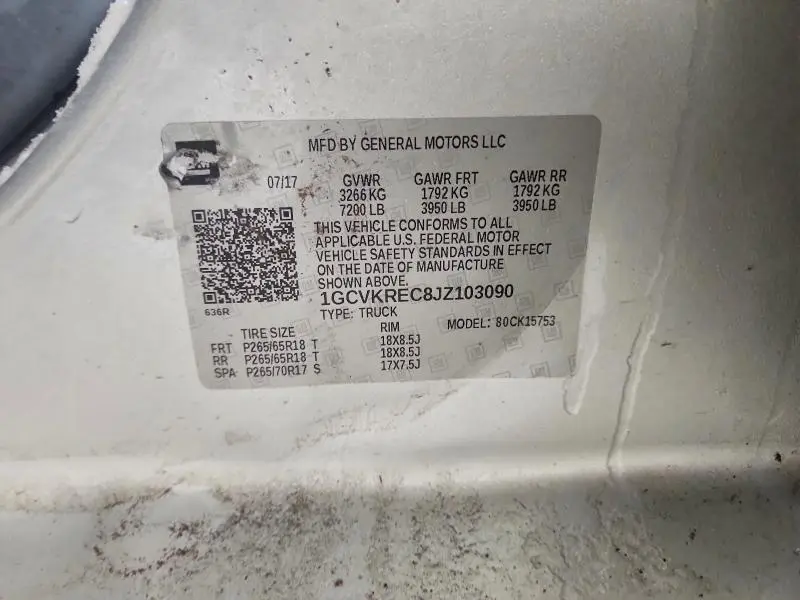 MFD BY GENERAL MOTORS LLC
07/17 GVWR GAWR FRT GAWR RR
3266 KG 1792 KG 1792 KG
7200 LB 3950 LB 3950 LB
THIS VEHICLE CONFORMS TO ALL
APPLICABLE U.S. FEDERAL MOTOR
VEHICLE SAFETY STANDARDS IN EFFECT
ON THE DATE OF MANUFACTURE
SHOWN ABOVE.
1GCVKREC8JZ103090
636R TYPE: TRUCK
TIRE SIZE RIM MODEL: 80CK15753
FRT P265/65R18 T 18X8.5J
RR P265/65R18 T 18X8.5J
SPA P265/70R17 S 17X7.5J